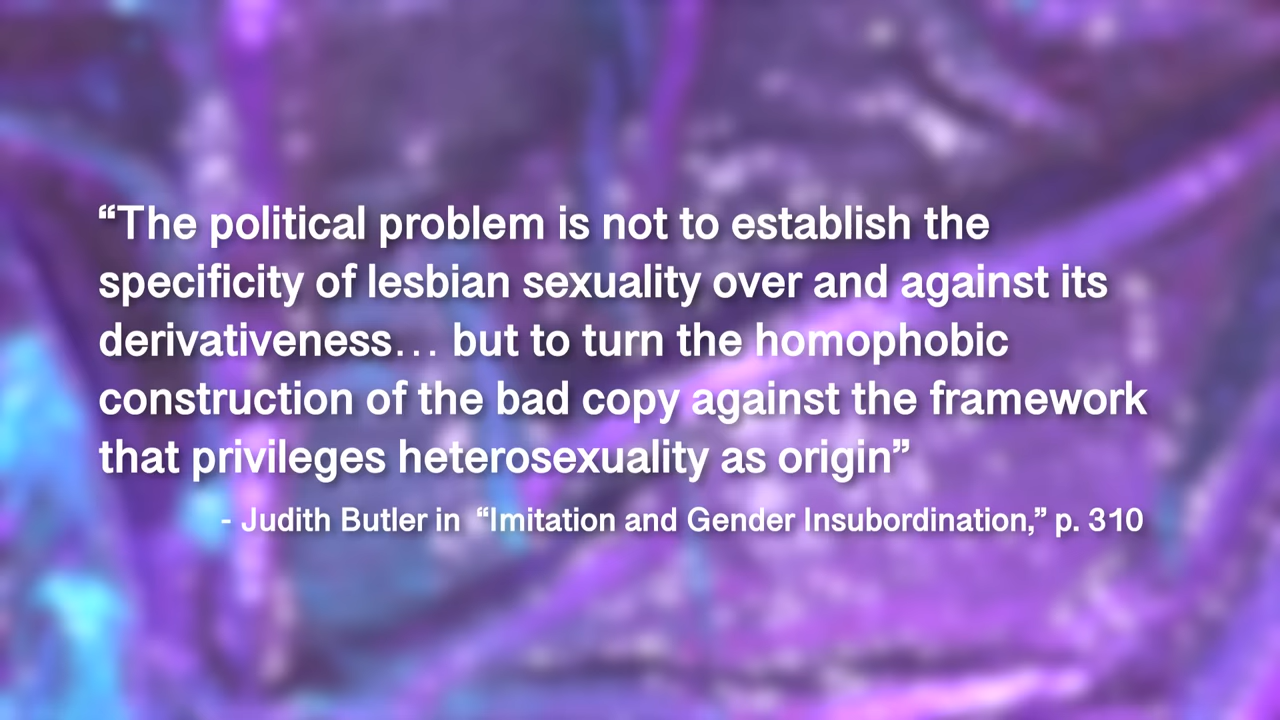 “The political problem is not to establish the
specificity of lesbian sexuality over and against its
derivativeness… but to turn the homophobic
construction of the bad copy against the framework
that privileges heterosexuality as origin”
- Judith Butler in “Imitation and Gender Insubordination,” p. 310